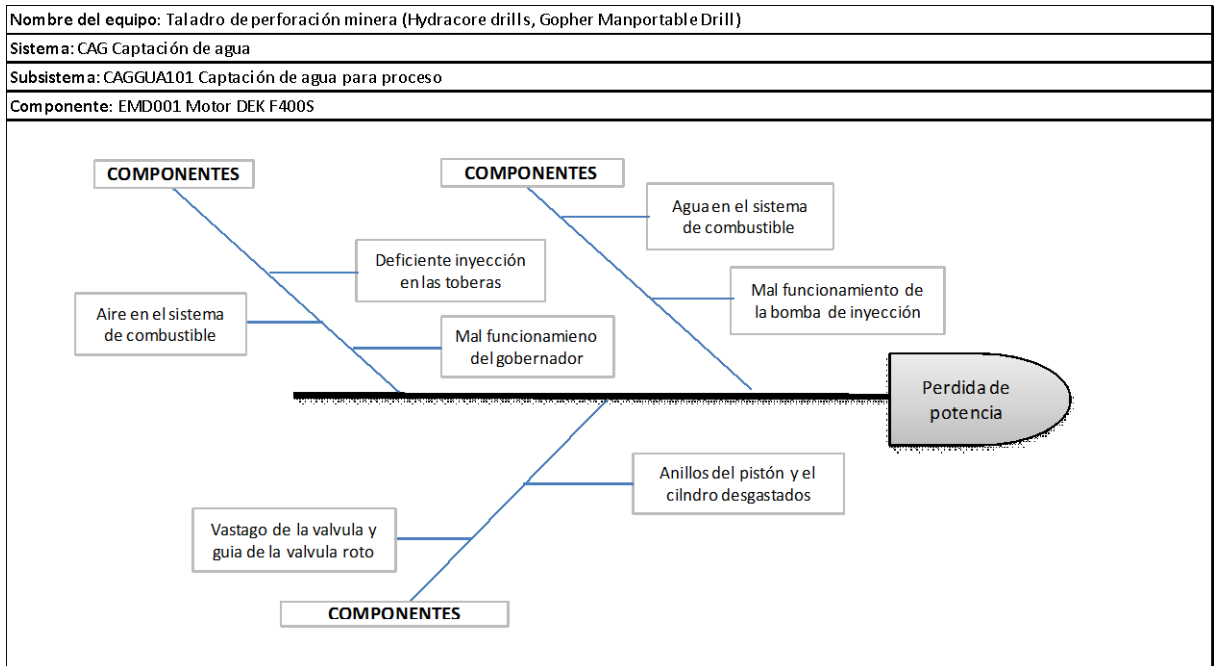 Nombre del equipo: Taladro de perforación minera (Hydracore drills, Gopher Manportable Drill)
Sistema: CAG Captación de agua
Subsistema: CAGGUA101 Captación de agua para proceso
Componente: EMD001 Motor DEK F400S
COMPONENTES
COMPONENTES
Agua en el sistema
de combustible
Deficiente inyección
en las toberas
Mal funcionamiento de
la bomba de inyección
Aire en el sistema
de combustible
Mal funcionamieno
del gobernador
Perdida de
potencia
Anillos del pistón y el
cilndro desgastados
Vastago de la valvula y
guia de la valvula roto
COMPONENTES